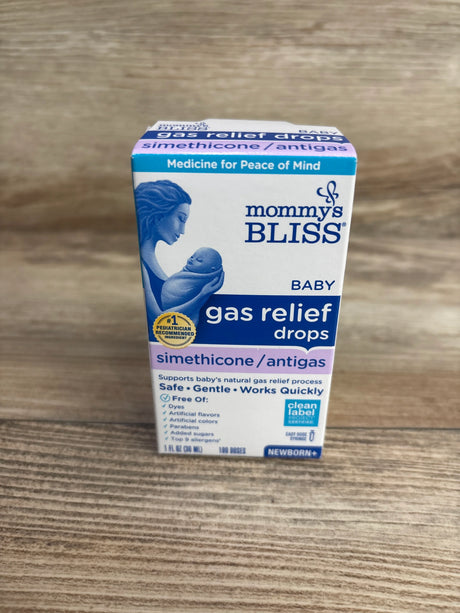 mommy's
BLISS
BABY
gas relief drops
simethicone/antigas
Medicine for Peace of Mind
mommy's
BLISS®
BABY
gas relief
drops
#1
PEDIATRICIAN
RECOMMENDED
INGREDIENT
simethicone/antigas
Supports baby's natural gas relief process
Safe • Gentle • Works Quickly
Free Of:
✓ Dyes
✓ Artificial flavors
✓ Artificial colors
✓ Parabens
✓ Added sugars
✓ Top 9 allergens
clean
label
PROJECT
CERTIFIED
EASY DOSE
SYRINGE
1 FL OZ (30 mL) 100 DOSES
NEWBORN+